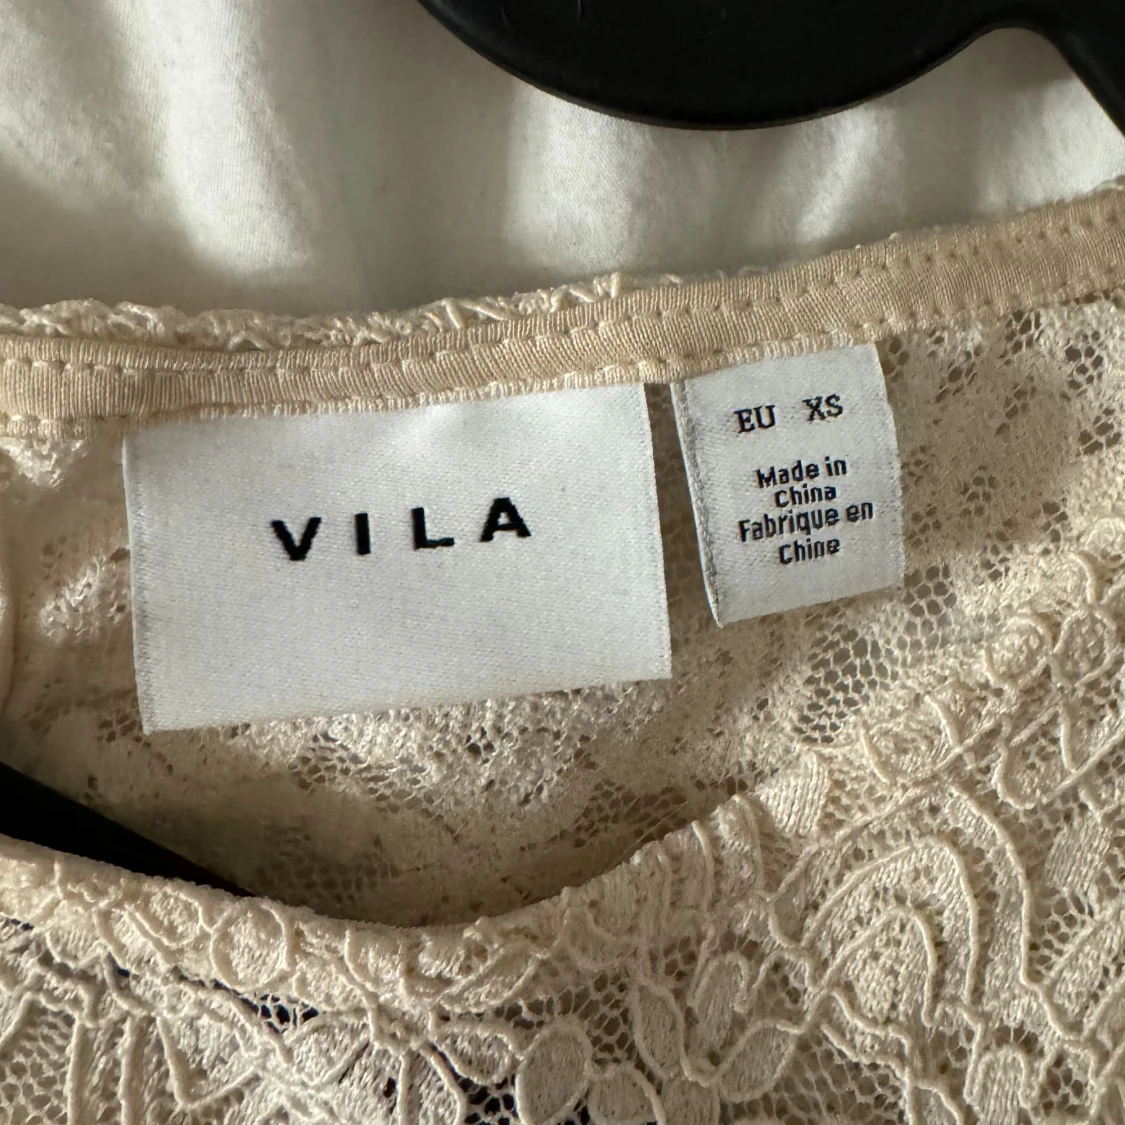 VILA
EU XS
Made in
China
Fabrique en
Chine